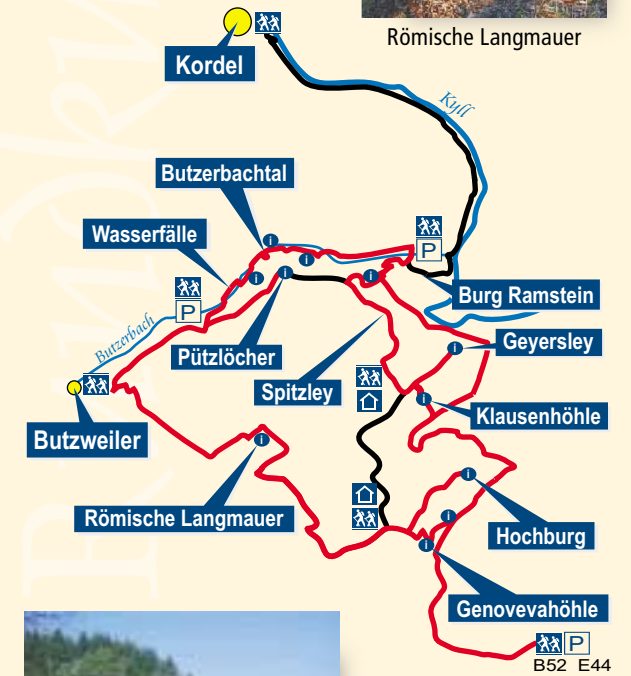 Römische Langmauer
Kordel
Kyll
Butzerbachtal
Wasserfälle
P
Burg Ramstein
P
Butzerbach
Pützlöcher
Geyersley
Spitzley
Klausenhöhle
Butzweiler
Römische Langmauer
Hochburg
Genovevahöhle
P
B52 E44
i
i
i
i
i
i
i
i
i
i
i